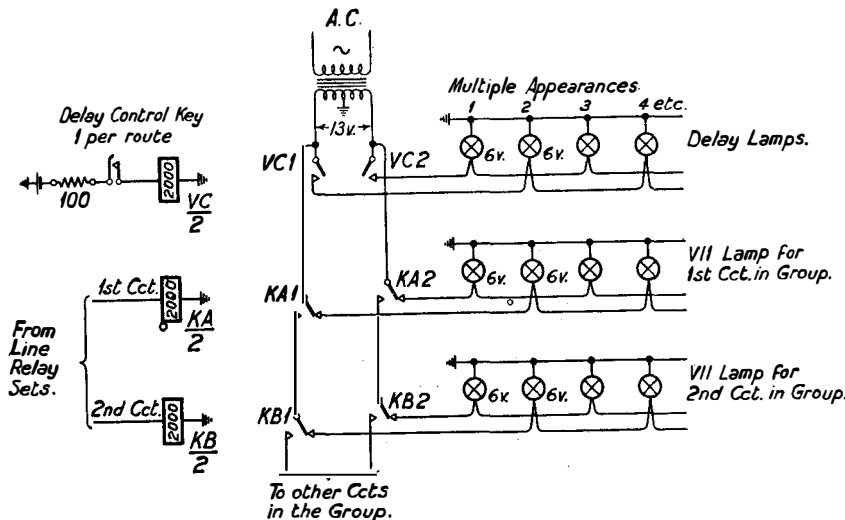 A.C.
13v.
Multiple Appearances.
1 2 3 4 etc.
Delay Lamps.
6v. 6v.
Delay Control Key
1 per route
100
2000
VC
2
VC1
VC2
VII Lamp for
1st Cct. in Group.
6v. 6v.
KA1
KA2
From
Line
Relay
Sets.
1st Cct.
2000
KA
2
2nd Cct.
2000
KB
2
KB1
KB2
VII Lamp for
2nd Cct. in Group.
6v. 6v.
To other Ccts
in the Group.